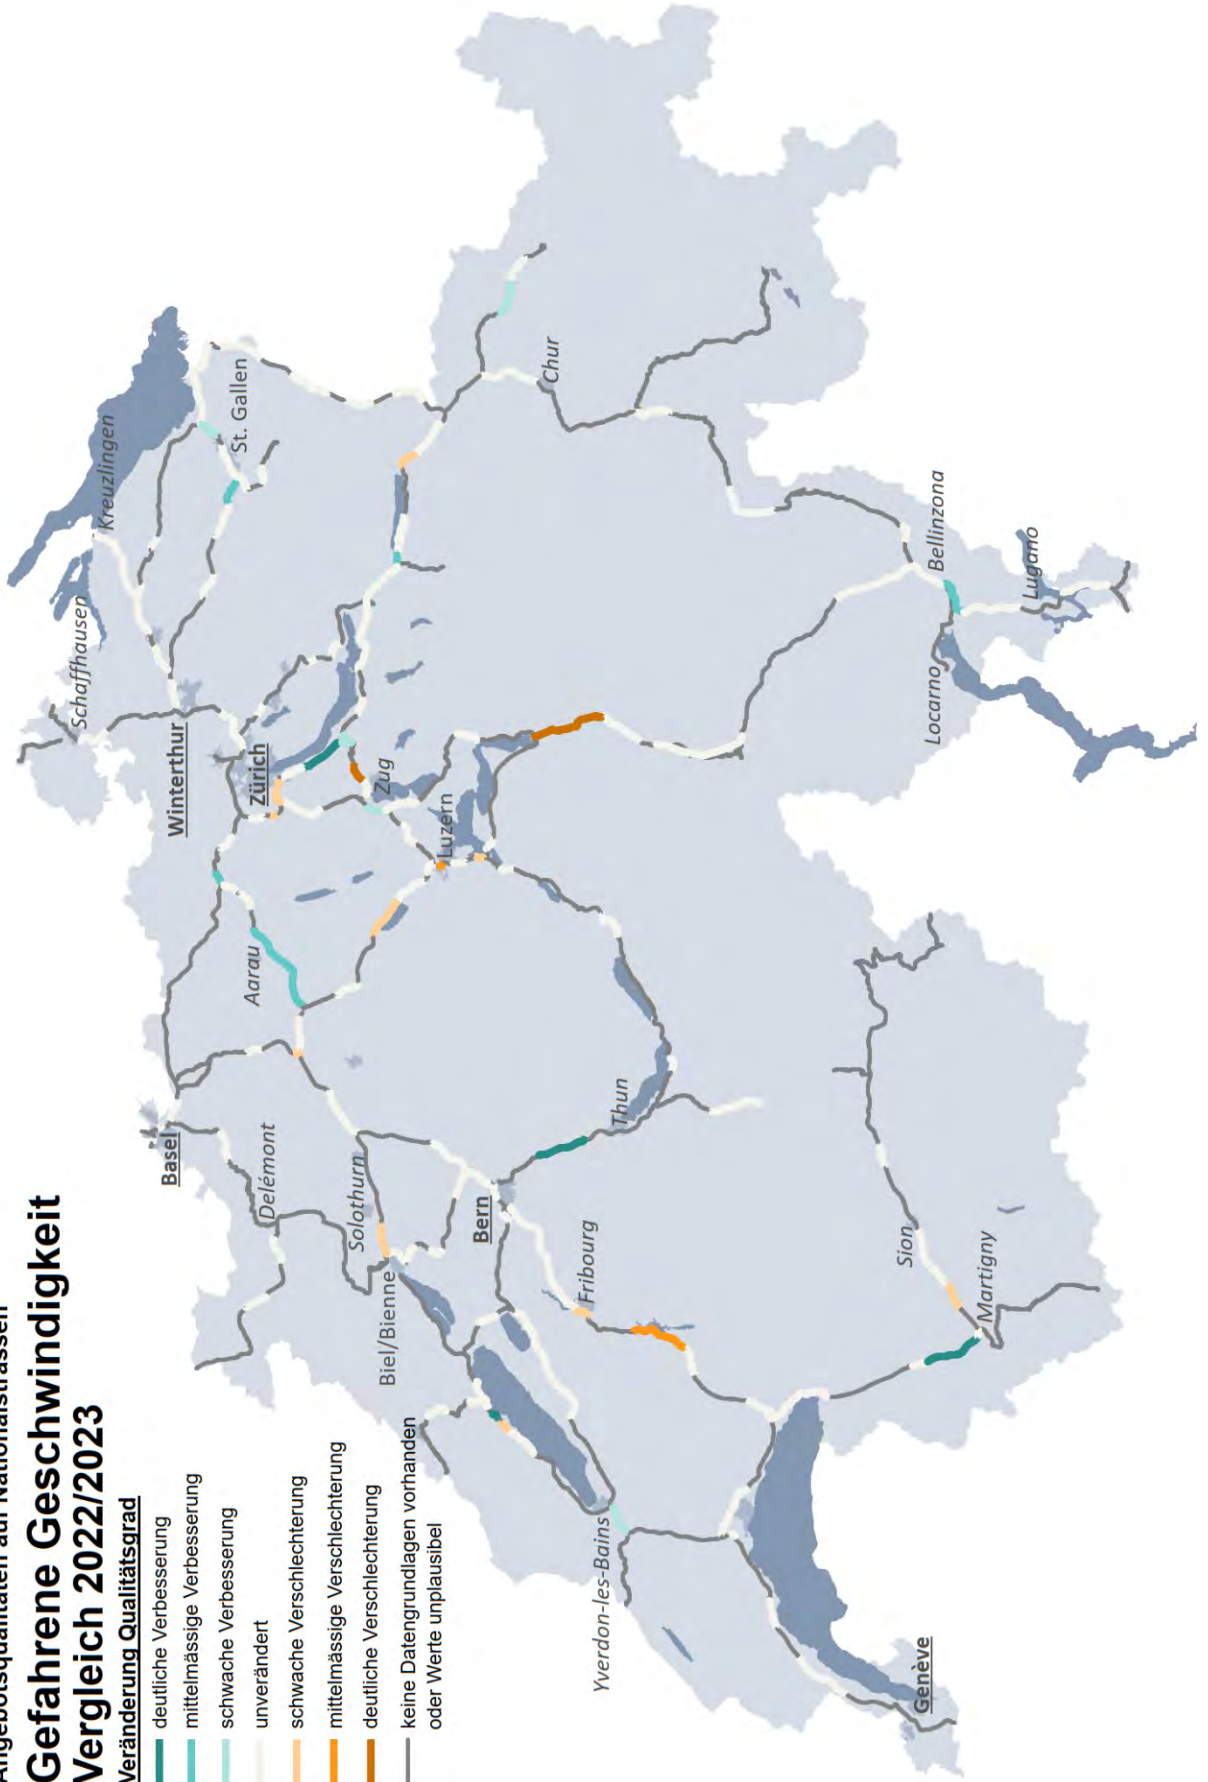 Angebotsqualitäten auf Nationalstrassen
Gefahrene Geschwindigkeit
Vergleich 2022/2023
Veränderung Qualitätsgrad
deutliche Verbesserung
mittelmässige Verbesserung
schwache Verbesserung
unverändert
schwache Verschlechterung
mittelmässige Verschlechterung
deutliche Verschlechterung
keine Datengrundlagen vorhanden
oder Werte unplausibel
Schaffhausen
Kreuzlingen
Winterthur
St. Gallen
Basel
Zürich
Aarau
Delémont
Zug
Solothurn
Luzern
Biel/Bienne
Bern
Chur
Fribourg
Thun
Yverdon-les-Bains
Sion
Martigny
Genève
Bellinzona
Locarno
Lugano